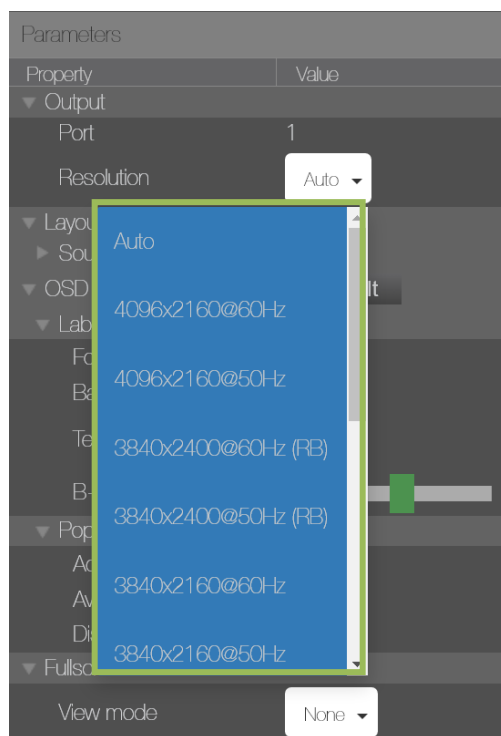 Parameters
Property Value
Output
Port 1
Resolution Auto
Auto
4096x2160@60Hz
4096x2160@50Hz
3840x2400@60Hz (RB)
3840x2400@50Hz (RB)
3840x2160@60Hz
3840x2160@50Hz
OSD
View mode None